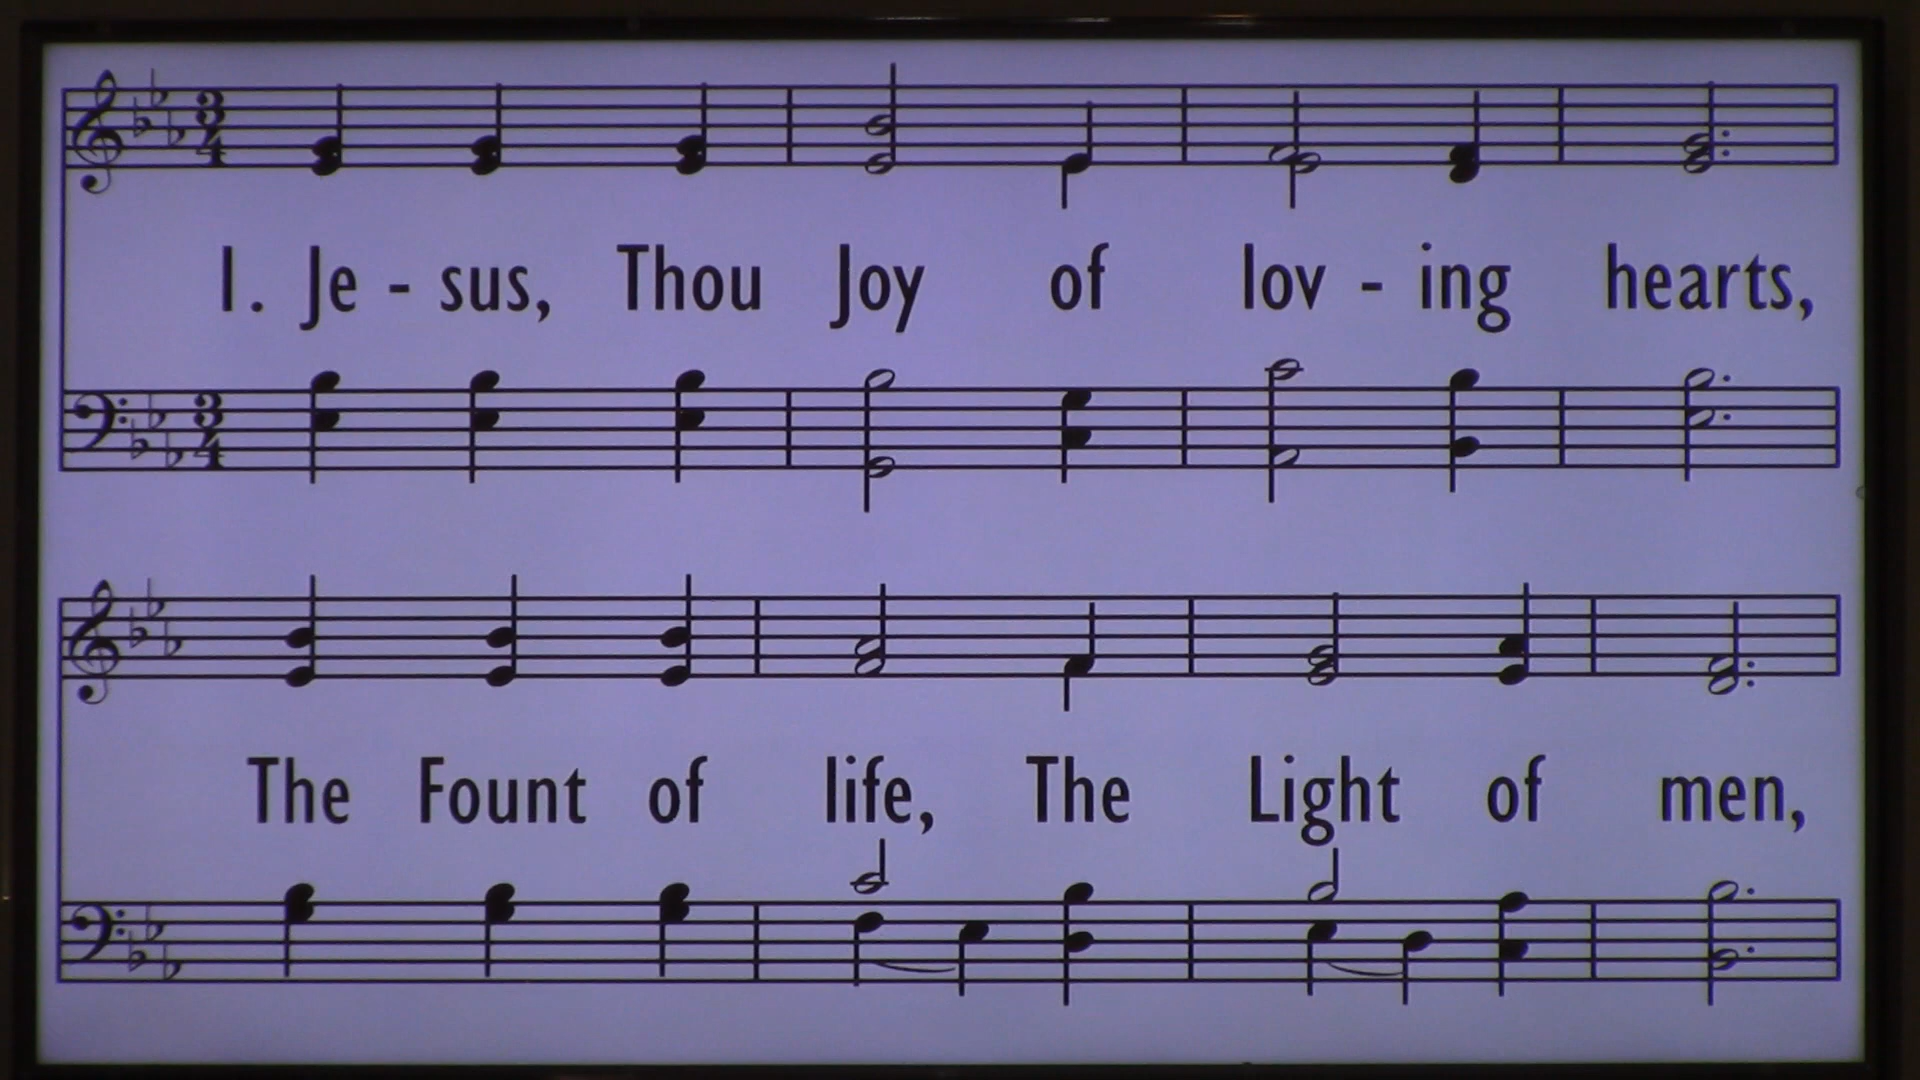 1. Je - sus, Thou Joy of lov - ing hearts,
The Fount of life, The Light of men,